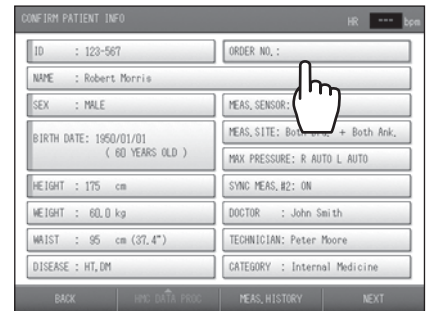 CONFIRM PATIENT INFO HR --- bpm
ID : 123-567 ORDER NO.:
NAME : Robert Morris
SEX : MALE MEAS. SENSOR:
BIRTH DATE: 1950/01/01 MEAS. SITE: Both + Both Ank.
( 60 YEARS OLD ) MAX PRESSURE: R AUTO L AUTO
HEIGHT : 175 cm SYNC MEAS. #2: ON
WEIGHT : 60.0 kg DOCTOR : John Smith
WAIST : 95 cm (37.4") TECHNICIAN: Peter Moore
DISEASE : HT, DM CATEGORY : Internal Medicine
BACK HMC DATA PROC MEAS. HISTORY NEXT